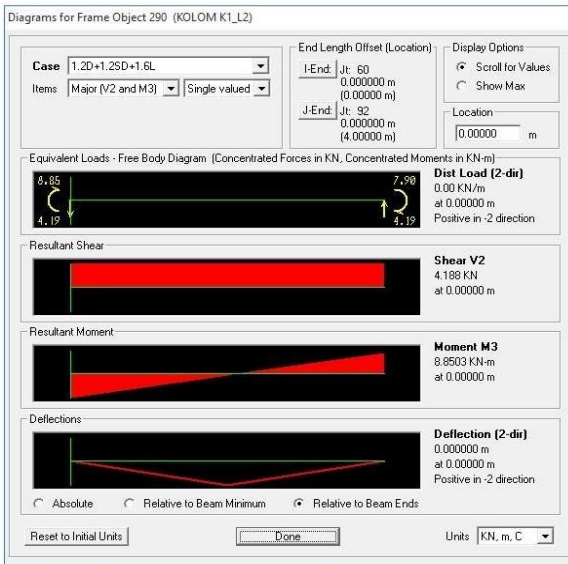 Diagrams for Frame Object 290 (KOLOM K1_L2)
Case 1.2D+1.2SD+1.6L
Items Major (V2 and M3) Single valued
End Length Offset (Location)
I-End: Jt: 60
0.000000 m
(0.00000 m)
J-End: Jt: 92
0.000000 m
(4.00000 m)
Display Options
Scroll for Values
Show Max
Location
0.00000 m
Equivalent Loads - Free Body Diagram (Concentrated Forces in KN, Concentrated Moments in KN-m)
8.85 7.90
4.19 4.19
Dist Load (2-dir)
0.00 KN/m
at 0.00000 m
Positive in -2 direction
Resultant Shear
Shear V2
4.188 KN
at 0.00000 m
Resultant Moment
Moment M3
8.8503 KN-m
at 0.00000 m
Deflections
Deflection (2-dir)
0.000000 m
at 0.00000 m
Positive in -2 direction
Absolute Relative to Beam Minimum Relative to Beam Ends
Reset to Initial Units Done Units KN, m, C